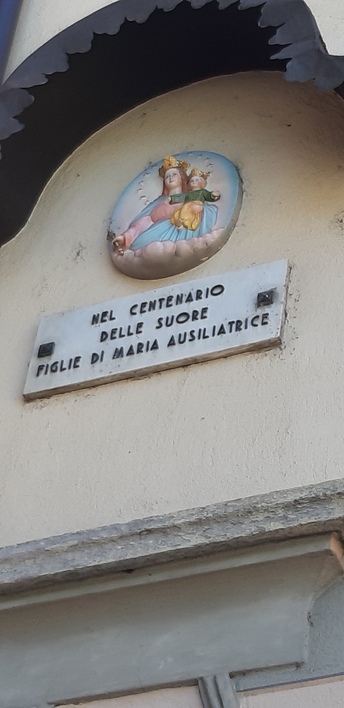 NEL CENTENARIO
DELLE SUORE
FIGLIE DI MARIA AUSILIATRICE